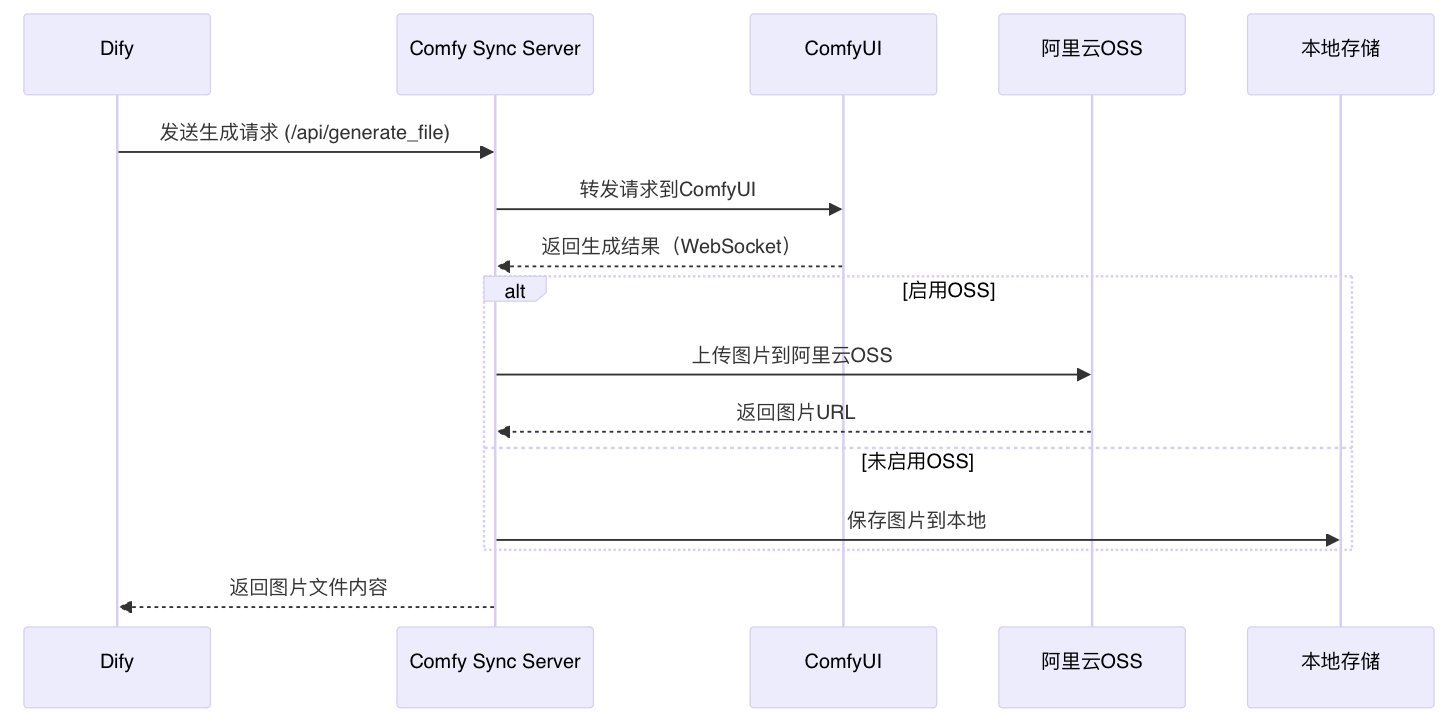 Dify
Comfy Sync Server
ComfyUI
阿里云OSS
本地存储
发送生成请求 (/api/generate_file)
转发请求到ComfyUI
返回生成结果（WebSocket）
alt
[启用OSS]
上传图片到阿里云OSS
返回图片URL
[未启用OSS]
保存图片到本地
返回图片文件内容
Dify
Comfy Sync Server
ComfyUI
阿里云OSS
本地存储